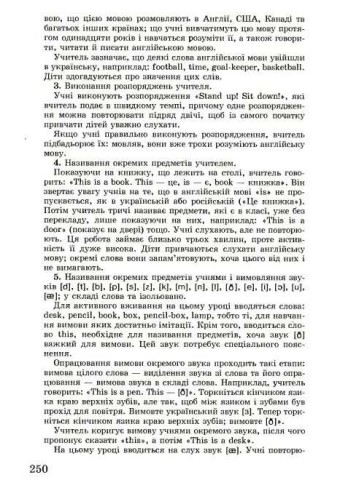 вою, що цією мовою розмовляють в Англії, США, Канаді та
багатьох інших країнах; що учні вивчатимуть цю мову протя-
гом одинадцяти років і навчаться розуміти її, а також говори-
ти, читати й писати англійською мовою.
Учитель зазначає, що деякі слова англійської мови увійшли
в українську, наприклад: football, time, goal-keeper, basketball.
Діти здогадуються про значення цих слів.
3. Виконання розпоряджень учителя.
Учні виконують розпорядження «Stand up! Sit down!», які
вчитель подає в швидкому темпі, причому одне розпоряджен-
ня можна повторювати підряд двічі, щоб із самого початку
привчати дітей уважно слухати.
Якщо учні правильно виконують розпорядження, вчитель
підбадьорює їх: мовляв, вони вже трохи розуміють англійську
мову.
4. Називання окремих предметів учителем.
Показуючи на книжку, що лежить на столі, вчитель гово-
рить: «This is a book. This — це, is — є, book — книжка». Він
звертає увагу учнів на те, що в англійській мові «is» не про-
пускається, як в українській або російській («Це книжка»).
Потім учитель тричі називає предмети, які є в класі, уже без
перекладу, лише показуючи на них, наприклад: «This is a
door» (показує на двері) тощо. Учні слухають, але не повторю-
ють. Ця робота займає близько трьох хвилин, проте актив-
ність її дуже висока. Діти привчаються слухати англійську
мову; окремі слова вони запам'ятовують, хоча цього від них і
не вимагають.
5. Називання окремих предметів учнями і вимовляння зву-
ків [d], [t], [b], [p], [s], [z], [k], [m], [n], [l], [ð], [e], [i], [ɔ], [u],
[æ]; у складі слова та ізольовано.
Для активного вживання на цьому уроці вводяться слова:
desk, pencil, book, box, pencil-box, lamp, тобто ті, для навчан-
ня вимови яких достатньо імітації. Крім того, вводиться сло-
во this, необхідне для називання предметів, хоча звук [ð]
важкий для вимови. Цей звук потребує спеціального пояс-
нення.
Опрацювання вимови окремого звука проходить такі етапи:
вимова цілого слова — виділення звука зі слова та його опра-
цювання — вимова звука в складі слова. Наприклад, учитель
говорить: «This is a pen. This — [ð]». Торкніться кінчиком язи-
ка краю верхніх зубів, але так, щоб між язиком і зубами був
прохід для повітря. Вимовте український звук [з]. Тепер торк-
ніться кінчиком язика краю верхніх зубів; вимовте [ð].
Учитель коригує вимову учнями окремого звука, після чого
пропонує сказати «this», а потім «This is a desk».
На цьому уроці вводиться на слух звук [æ]. Учні повторю-
250